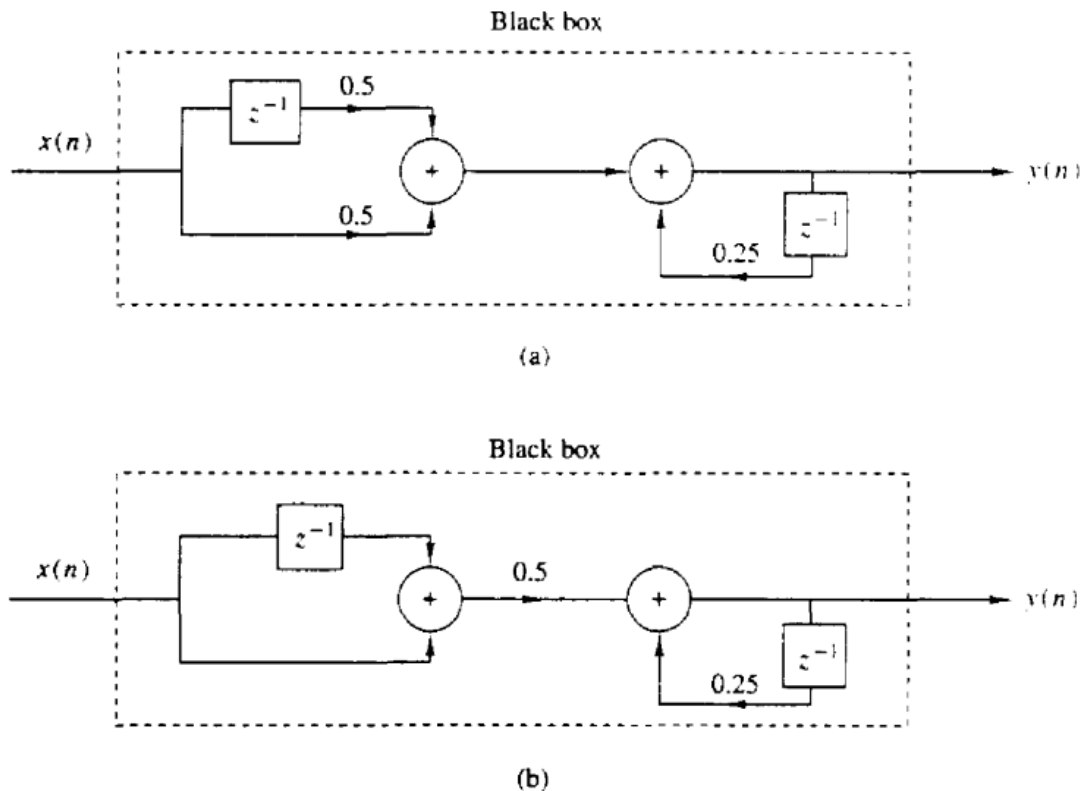 Black box
z⁻¹
0.5
x(n)
+
+
y(n)
0.5
z⁻¹
0.25
(a)
Black box
z⁻¹
x(n)
+
0.5
+
y(n)
z⁻¹
0.25
(b)